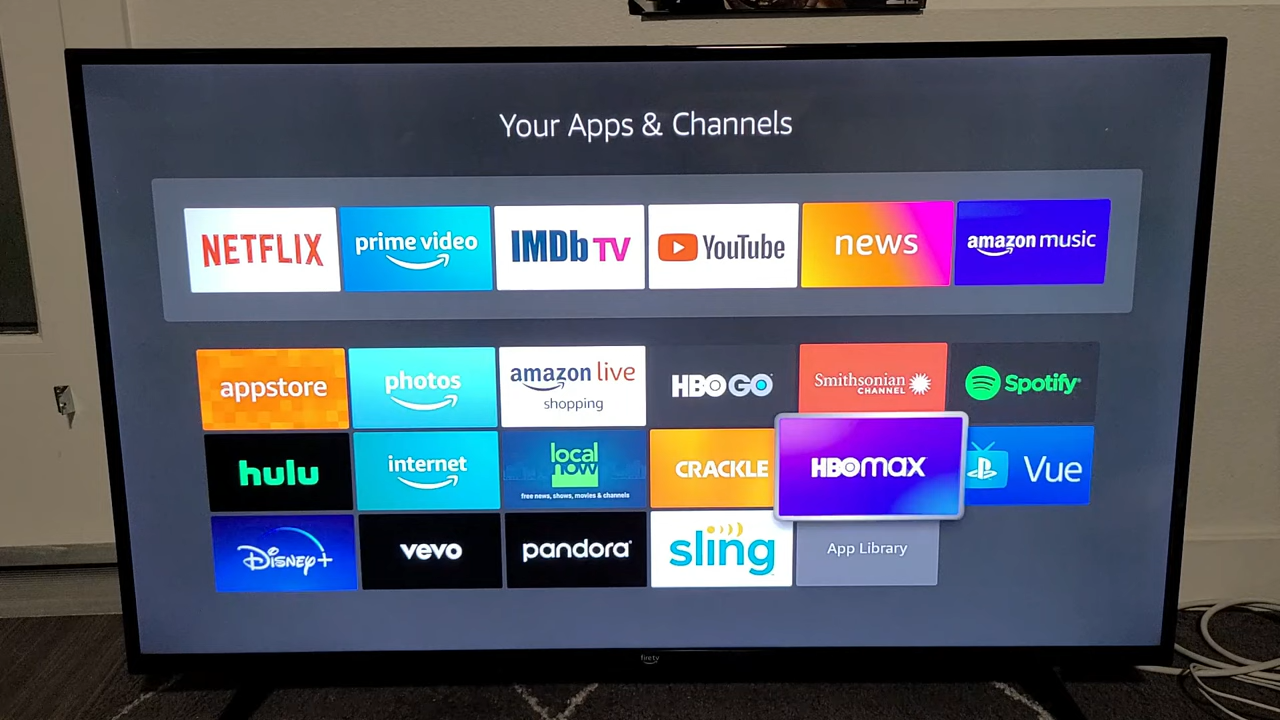 Your Apps & Channels
NETFLIX
prime video
IMDb TV
YouTube
news
amazon music
appstore
photos
amazon live
shopping
HBO GO
Smithsonian
CHANNEL
Spotify
hulu
internet
local
now
free news, shows, movies & channels
CRACKLE
HBOMAX
Vue
Disney+
vevo
pandora
sling
App Library
firetv